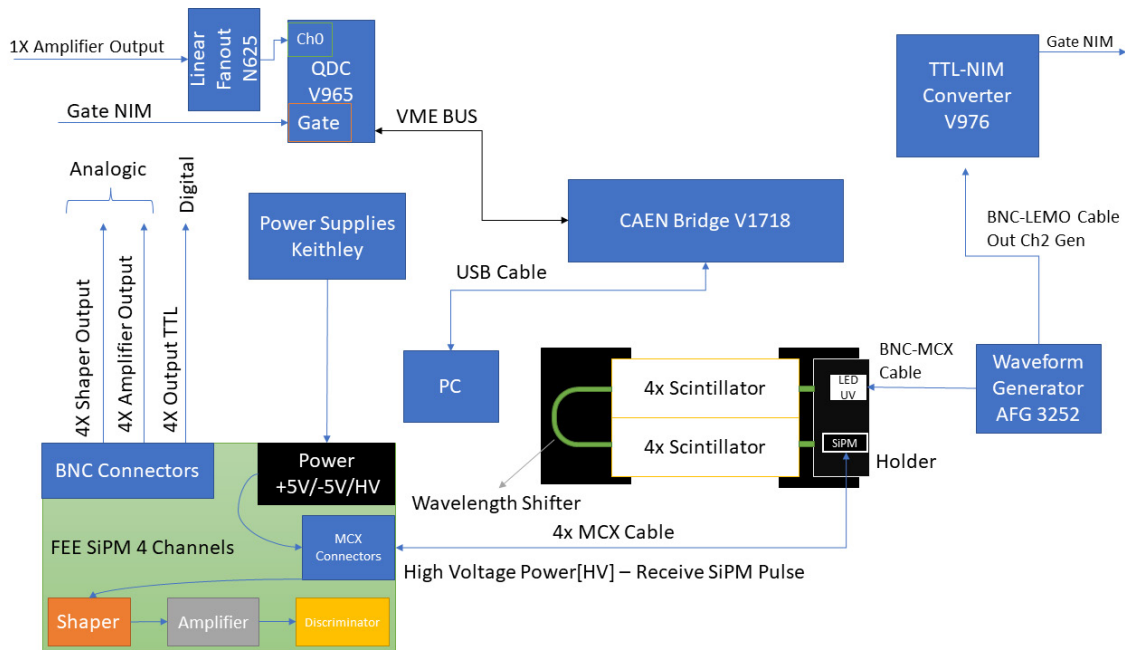 1X Amplifier Output
Linear
Fanout
N625
Ch0
QDC
V965
Gate
Gate NIM
VME BUS
TTL-NIM
Converter
V976
Gate NIM
Analogic
Digital
4X Shaper Output
4X Amplifier Output
4X Output TTL
Power Supplies
Keithley
CAEN Bridge V1718
USB Cable
PC
BNC-LEMO Cable
Out Ch2 Gen
BNC-MCX
Cable
Waveform
Generator
AFG 3252
4x Scintillator
4x Scintillator
LED
UV
SiPM
Holder
Wavelength Shifter
4x MCX Cable
High Voltage Power[HV] – Receive SiPM Pulse
BNC Connectors
Power
+5V/-5V/HV
MCX
Connectors
FEE SiPM 4 Channels
Shaper
Amplifier
Discriminator